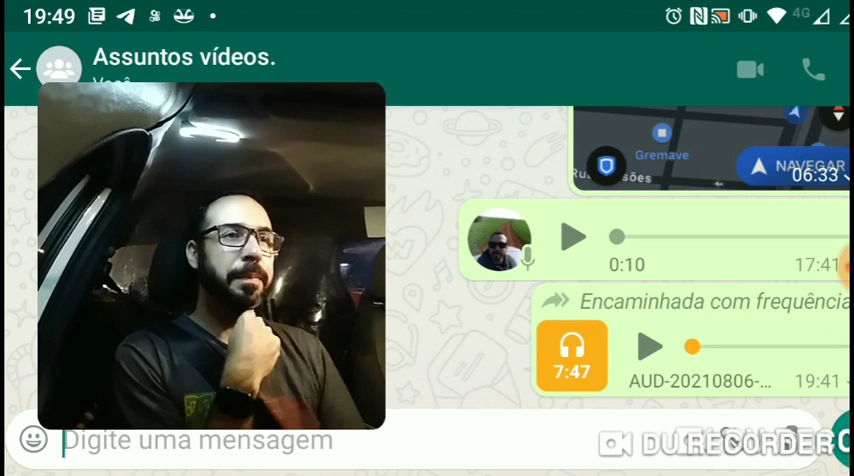 19:49
4G
Assuntos vídeos.
Gremave
NAVEGAR
06:33
0:10
17:41
Encaminhada com frequência
7:47
AUD-20210806-...
19:41
Digite uma mensagem
DU RECORDER